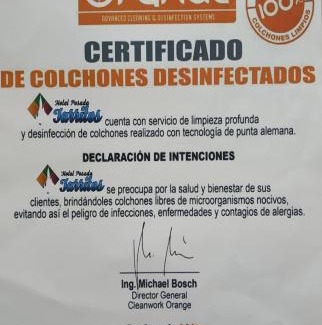 ADVANCED CLEANING & DISINFECTION SYSTEMS
100%
COLCHONES LIMPIOS
CERTIFICADO
DE COLCHONES DESINFECTADOS
Hotel Posada
cuenta con servicio de limpieza profunda
y desinfección de colchones realizado con tecnología de punta alemana.
DECLARACIÓN DE INTENCIONES
Hotel Posada
se preocupa por la salud y bienestar de sus
clientes, brindándoles colchones libres de microorganismos nocivos,
evitando así el peligro de infecciones, enfermedades y contagios de alergias.
Ing. Michael Bosch
Director General
Cleanwork Orange